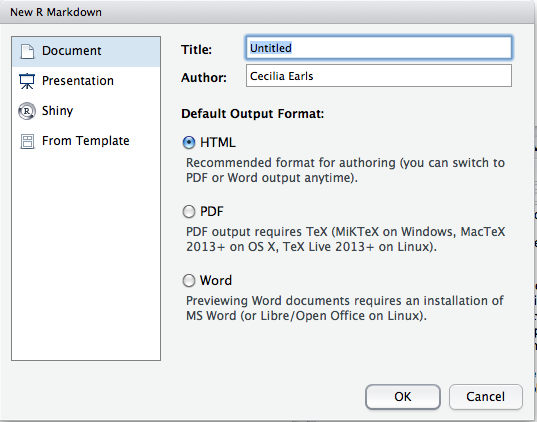 New R Markdown
Document
Presentation
Shiny
From Template
Title: Untitled
Author: Cecilia Earls
Default Output Format:
HTML
Recommended format for authoring (you can switch to
PDF or Word output anytime).
PDF
PDF output requires TeX (MiKTeX on Windows, MacTeX
2013+ on OS X, TeX Live 2013+ on Linux).
Word
Previewing Word documents requires an installation of
MS Word (or Libre/Open Office on Linux).
OK Cancel